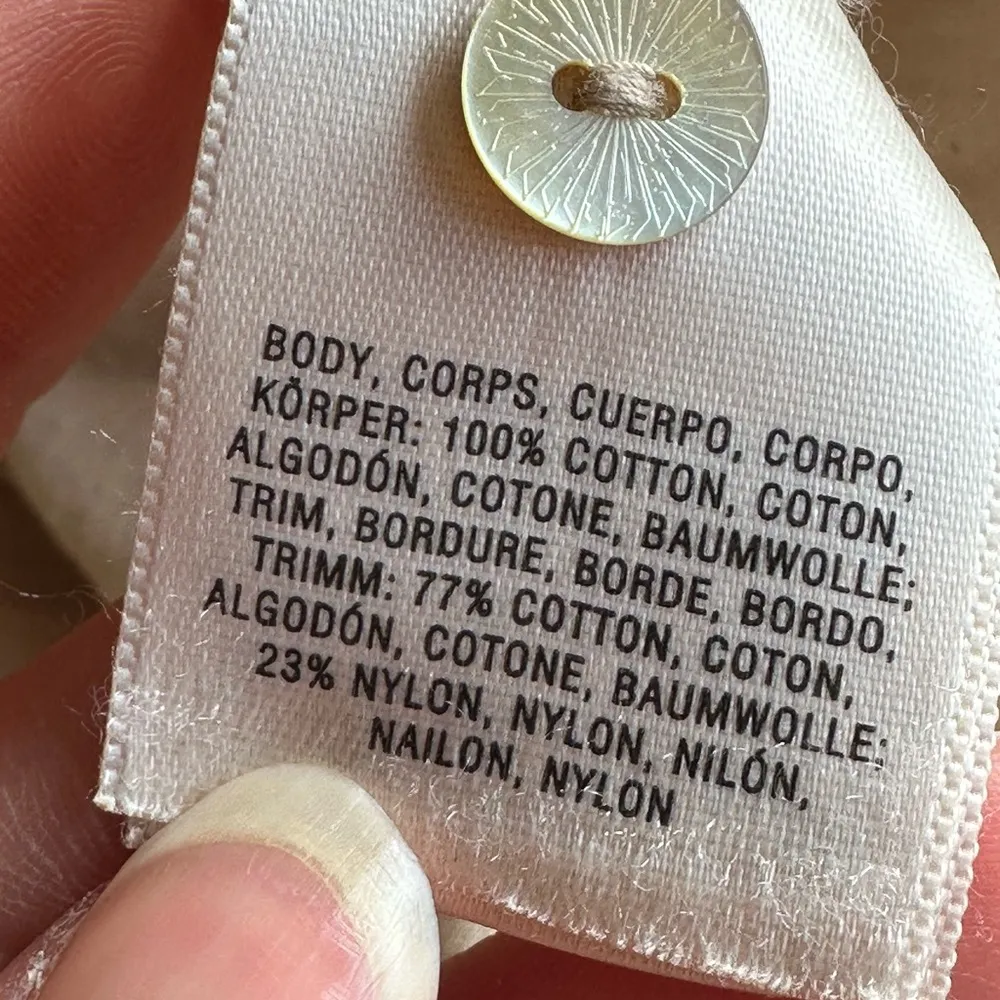 BODY, CORPS, CUERPO, CORPO,
KÖRPER: 100% COTTON, COTON,
ALGODÓN, COTONE, BAUMWOLLE;
TRIM, BORDURE, BORDE, BORDO,
TRIMM: 77% COTTON, COTON,
ALGODÓN, COTONE, BAUMWOLLE;
23% NYLON, NYLON, NILÓN,
NAILON, NYLON